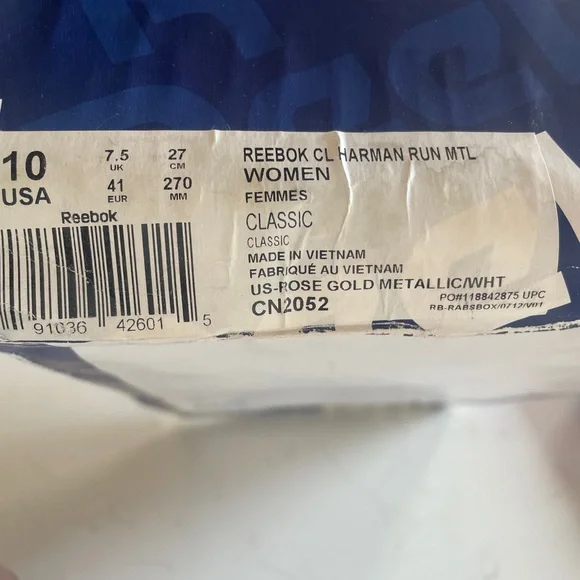 10 7.5 27
UK CM
USA 41 270
EUR MM
Reebok
91036 42601 5
REEBOK CL HARMAN RUN MTL
WOMEN
FEMMES
CLASSIC
CLASSIC
MADE IN VIETNAM
FABRIQUÉ AU VIETNAM
US-ROSE GOLD METALLIC/WHT
CN2052
PO#118842875 UPC
RB-RABSBOX/0712/V01